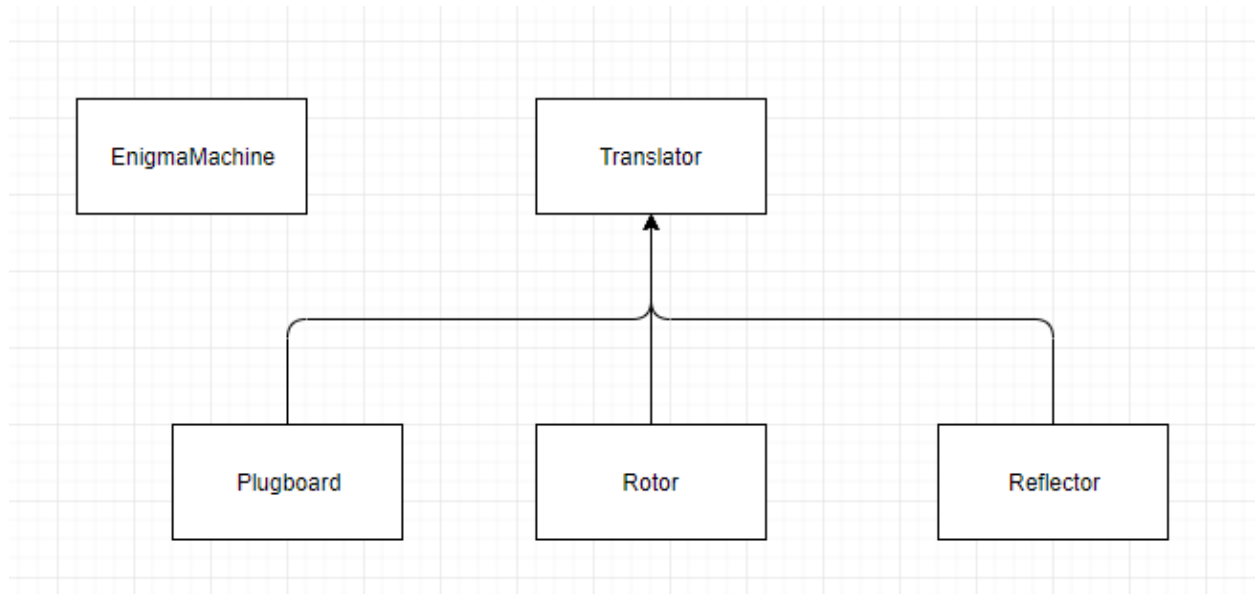 EnigmaMachine
Translator
Plugboard
Rotor
Reflector